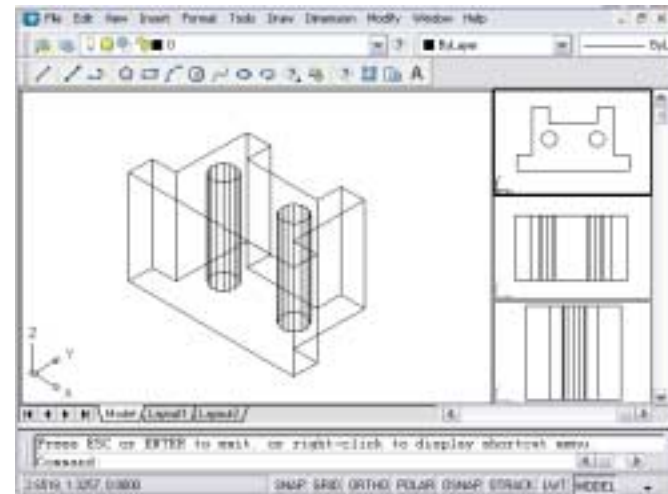 File Edit View Insert Format Tools Draw Dimension Modify Window Help
0 ByLayer
A
Z
Y
X
Model Layout1 Layout2
Press ESC or ENTER to exit, or right-click to display shortcut menu
Command:
SNAP GRID ORTHO POLAR OSNAP OTRACK LWT MODEL